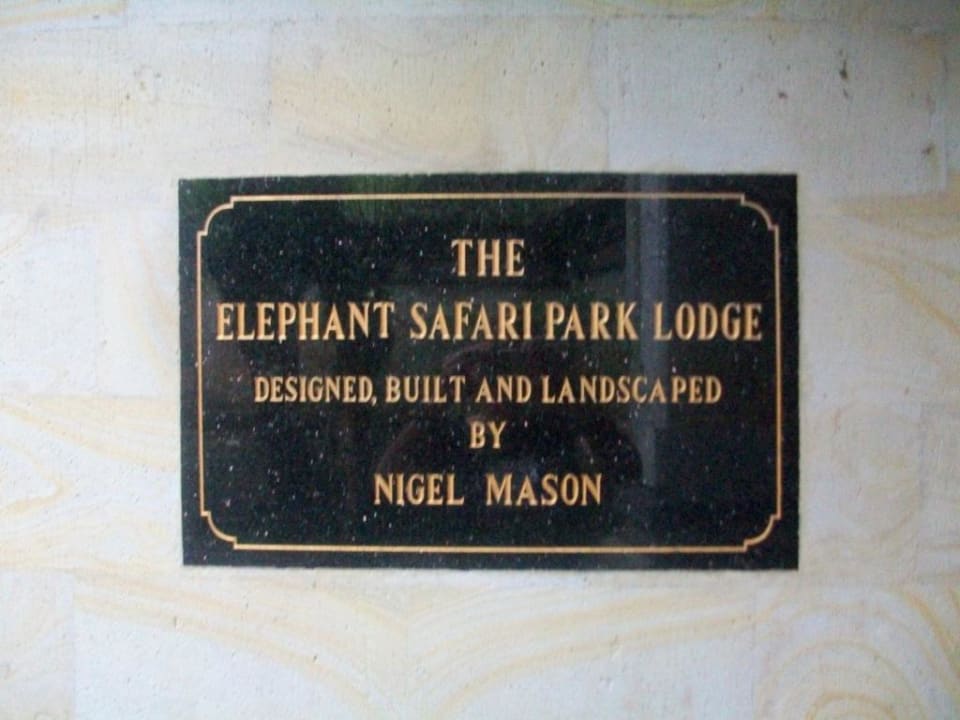 THE
ELEPHANT SAFARI PARK LODGE
DESIGNED, BUILT AND LANDSCAPED
BY
NIGEL MASON